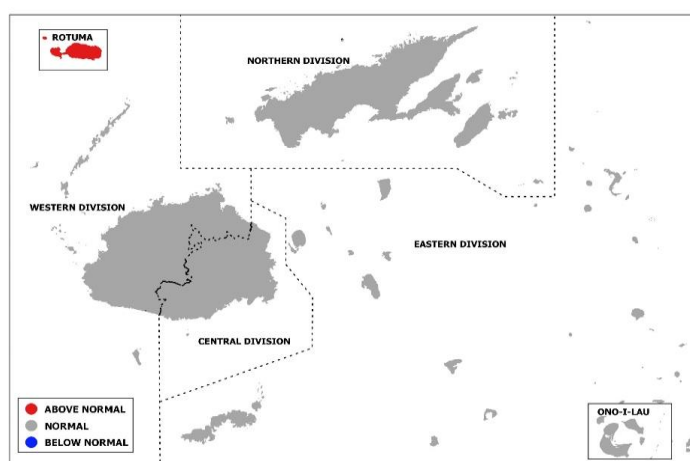 ROTUMA
NORTHERN DIVISION
WESTERN DIVISION
EASTERN DIVISION
CENTRAL DIVISION
ABOVE NORMAL
NORMAL
BELOW NORMAL
ONO-I-LAU